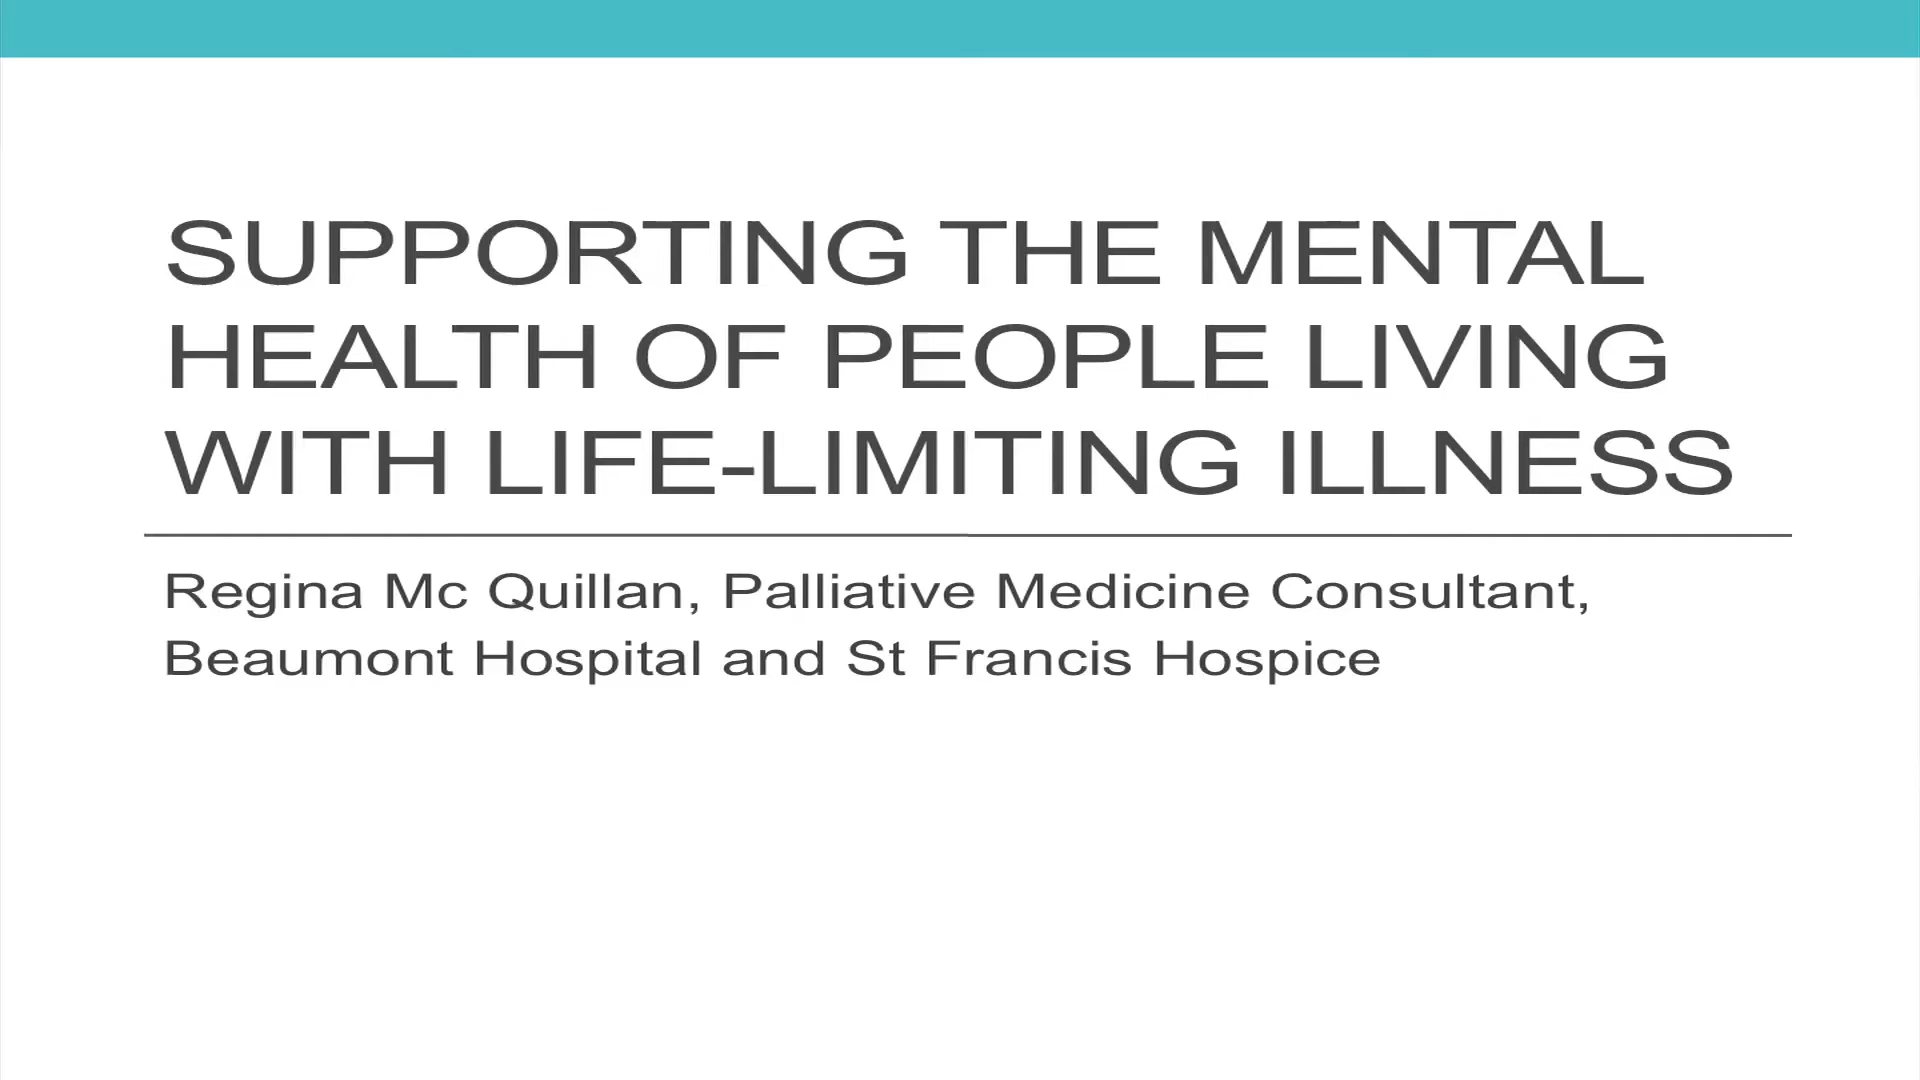 SUPPORTING THE MENTAL
HEALTH OF PEOPLE LIVING
WITH LIFE-LIMITING ILLNESS
Regina Mc Quillan, Palliative Medicine Consultant,
Beaumont Hospital and St Francis Hospice